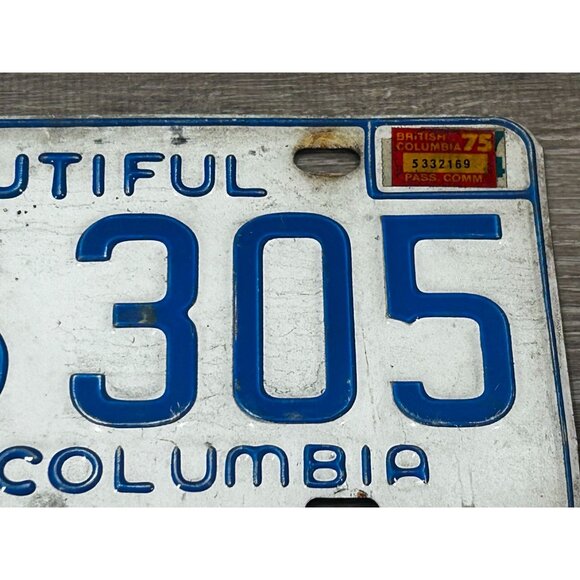 UTIFUL
BRITISH
COLUMBIA 75
5332169
PASS. COMM
305
COLUMBIA